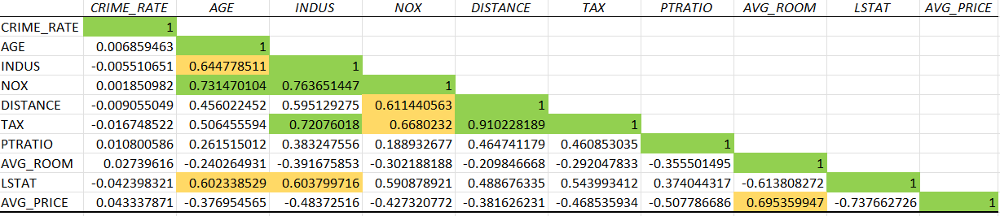 CRIME_RATE AGE INDUS NOX DISTANCE TAX PTRATIO AVG_ROOM LSTAT AVG_PRICE
CRIME_RATE 1
AGE 0.006859463 1
INDUS -0.005510651 0.644778511 1
NOX 0.001850982 0.731470104 0.763651447 1
DISTANCE -0.009055049 0.456022452 0.595129275 0.611440563 1
TAX -0.016748522 0.506455594 0.72076018 0.6680232 0.910228189 1
PTRATIO 0.010800586 0.261515012 0.383247556 0.188932677 0.464741179 0.460853035 1
AVG_ROOM 0.02739616 -0.240264931 -0.391675853 -0.302188188 -0.209846668 -0.292047833 -0.355501495 1
LSTAT -0.042398321 0.602338529 0.603799716 0.590878921 0.488676335 0.543993412 0.374044317 -0.613808272 1
AVG_PRICE 0.043337871 -0.376954565 -0.48372516 -0.427320772 -0.381626231 -0.468535934 -0.507786686 0.695359947 -0.737662726 1